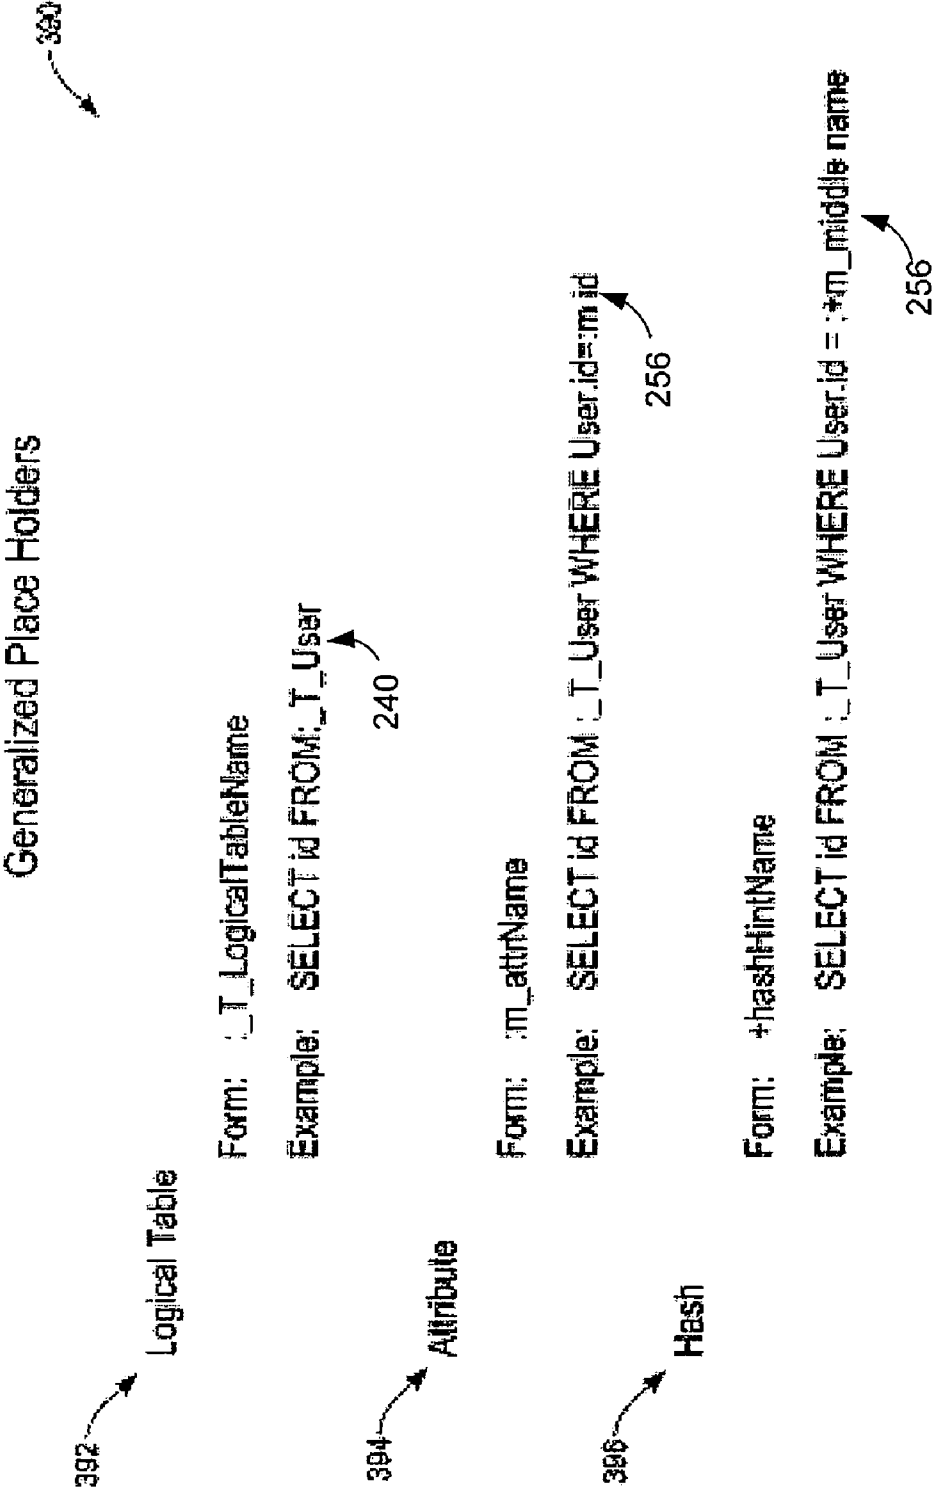 Generalized Place Holders
390
392
Logical Table
Form: :_T_LogicalTableName
Example: SELECT id FROM:_T_User
240
394
Attribute
Form: :m_attrName
Example: SELECT id FROM :_T_User WHERE User.id=:m id
256
396
Hash
Form: +hashHintName
Example: SELECT id FROM :_T_User WHERE User.id = :+m_middle name
256